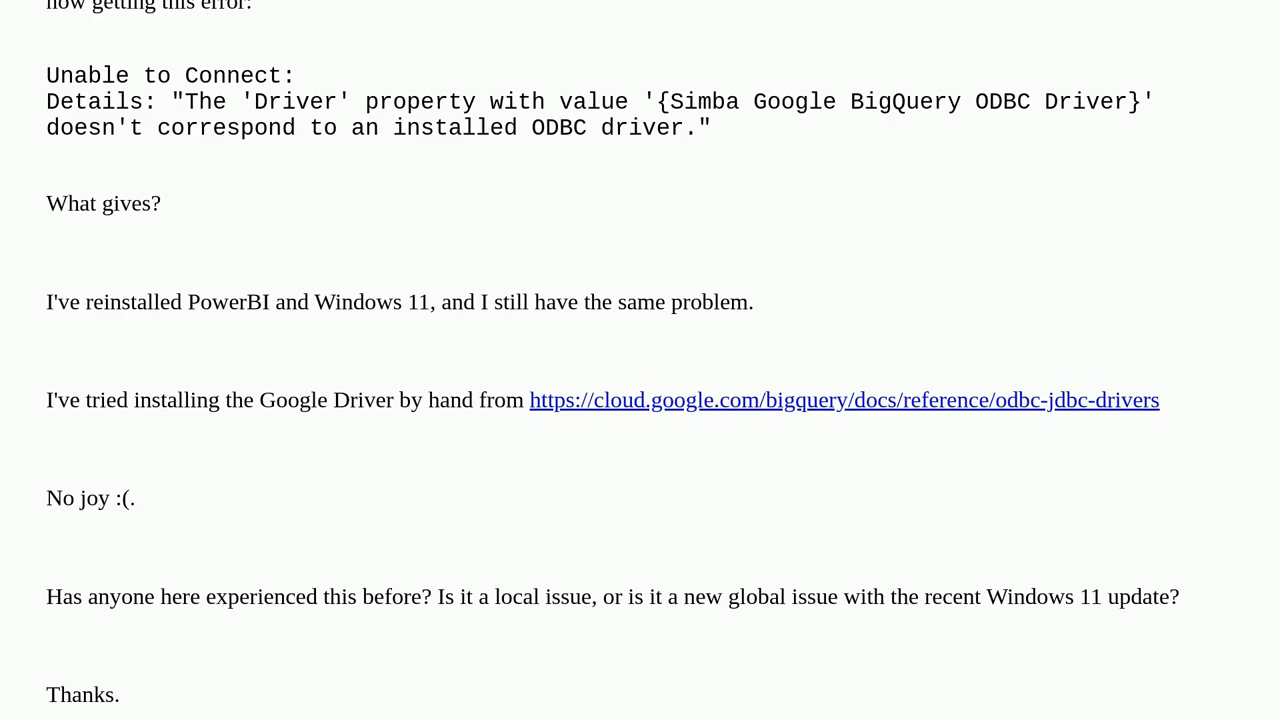 now getting this error:
Unable to Connect:
Details: "The 'Driver' property with value '{Simba Google BigQuery ODBC Driver}'
doesn't correspond to an installed ODBC driver."
What gives?
I've reinstalled PowerBI and Windows 11, and I still have the same problem.
I've tried installing the Google Driver by hand from https://cloud.google.com/bigquery/docs/reference/odbc-jdbc-drivers
No joy :(.
Has anyone here experienced this before? Is it a local issue, or is it a new global issue with the recent Windows 11 update?
Thanks.